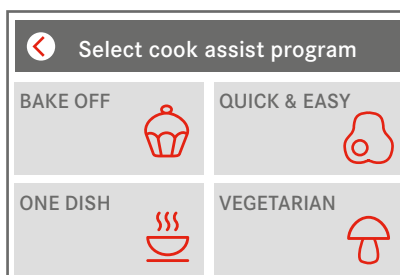 Select cook assist program
BAKE OFF
QUICK & EASY
ONE DISH
VEGETARIAN